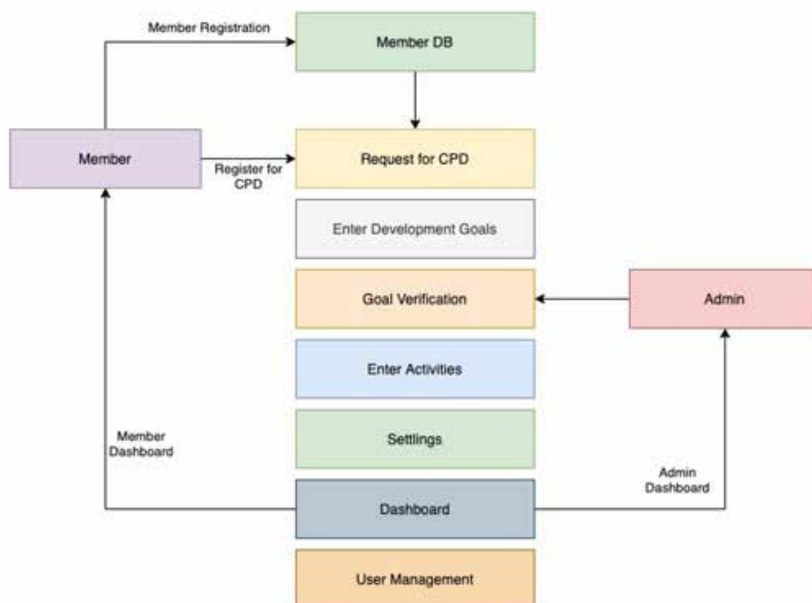 Member Registration
Member DB
Member
Register for
CPD
Request for CPD
Enter Development Goals
Goal Verification
Admin
Enter Activities
Member
Dashboard
Settlings
Admin
Dashboard
Dashboard
User Management